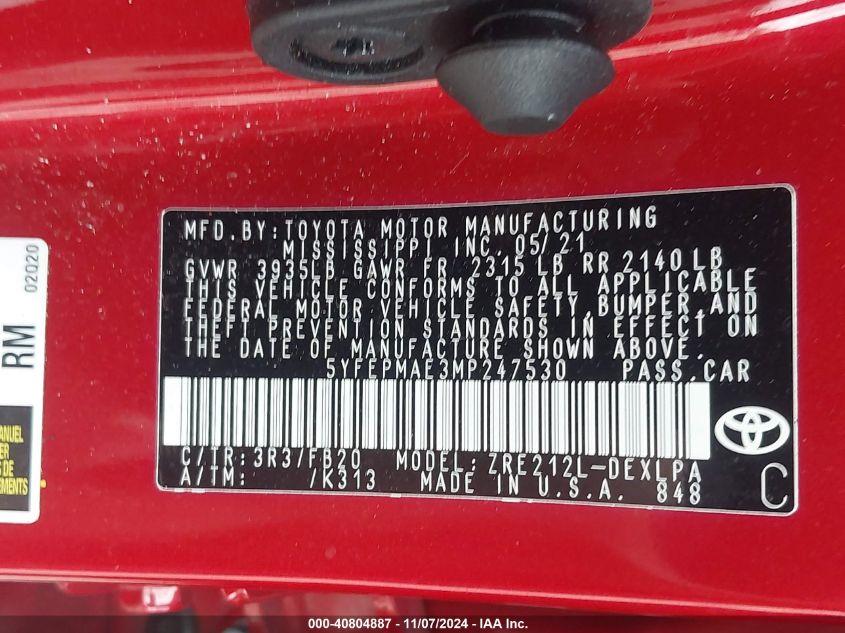 MFD.BY:TOYOTA MOTOR MANUFACTURING
MISSISSIPPI INC. 05/21
GVWR 3935LB GAWR FR 2315 LB RR 2140 LB
THIS VEHICLE CONFORMS TO ALL APPLICABLE
FEDERAL MOTOR VEHICLE SAFETY,BUMPER,AND
THEFT PREVENTION STANDARDS IN EFFECT ON
THE DATE OF MANUFACTURE SHOWN ABOVE.
5YFEPMAE3MP247530 PASS.CAR
C/TR:3R3/FB20 MODEL:ZRE212L-DEXLPA
A/TM: /K313 MADE IN U.S.A. 848
C
02020
RM
000-40804887 - 11/07/2024 - IAA Inc.